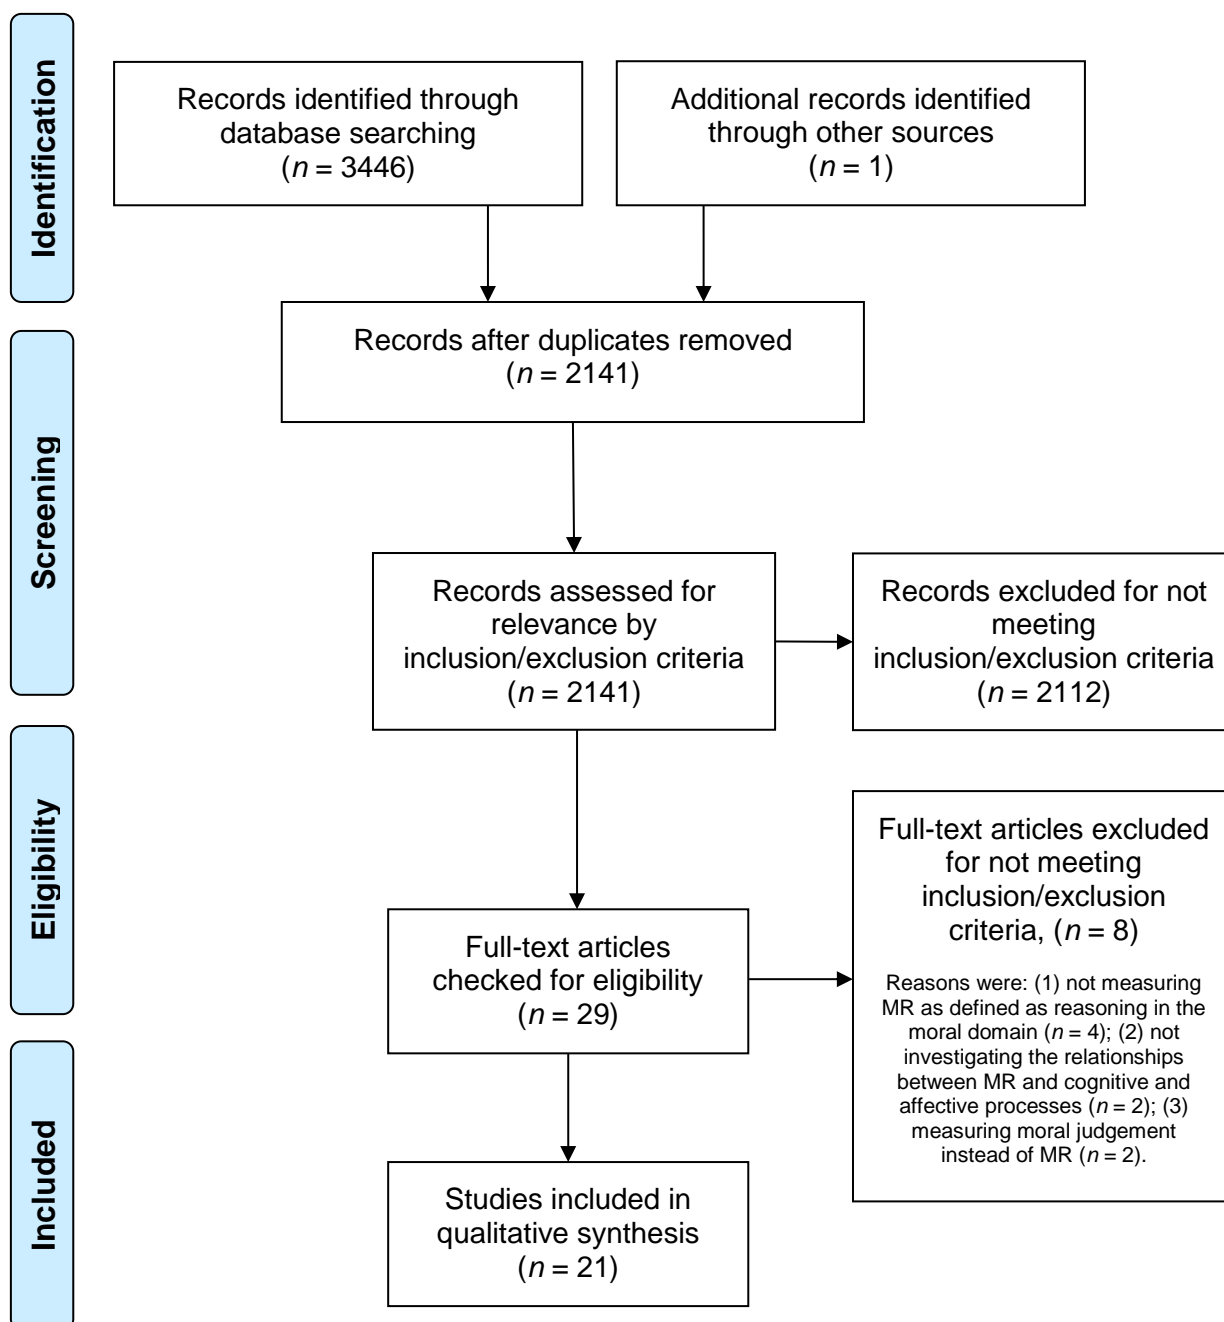 Identification
Records identified through
database searching
(n = 3446)
Additional records identified
through other sources
(n = 1)
Records after duplicates removed
(n = 2141)
Screening
Records assessed for
relevance by
inclusion/exclusion criteria
(n = 2141)
Records excluded for not
meeting
inclusion/exclusion criteria
(n = 2112)
Eligibility
Full-text articles
checked for eligibility
(n = 29)
Full-text articles excluded
for not meeting
inclusion/exclusion
criteria, (n = 8)
Reasons were: (1) not measuring
MR as defined as reasoning in the
moral domain (n = 4); (2) not
investigating the relationships
between MR and cognitive and
affective processes (n = 2); (3)
measuring moral judgement
instead of MR (n = 2).
Included
Studies included in
qualitative synthesis
(n = 21)